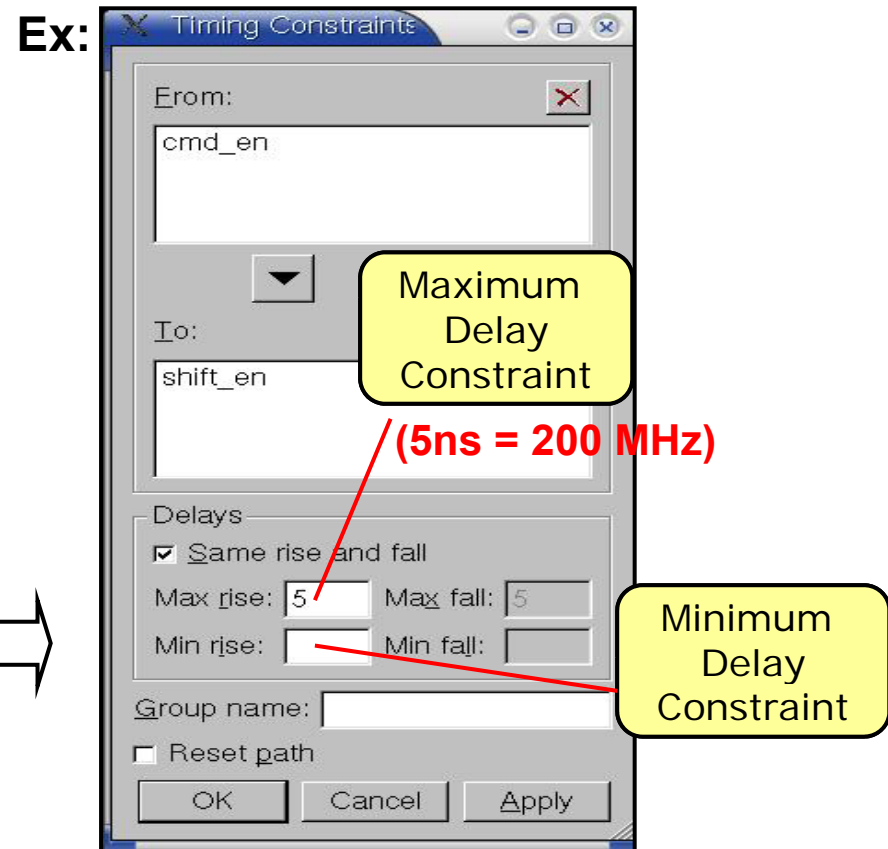 Ex:
Timing Constraints
From:
cmd_en
Maximum
Delay
Constraint
To:
shift_en
(5ns = 200 MHz)
Delays
Same rise and fall
Max rise: 5 Max fall: 5
Min rise: Min fall:
Minimum
Delay
Constraint
Group name:
Reset path
OK Cancel Apply